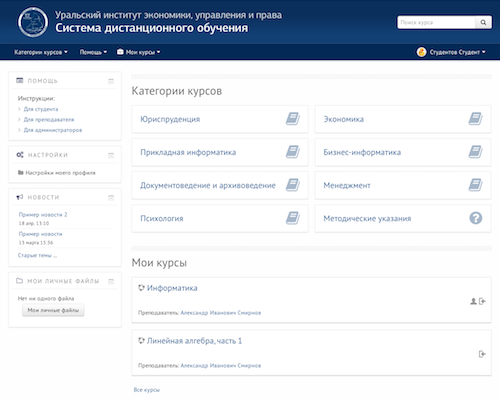 Уральский институт экономики, управления и права
Система дистанционного обучения
Поиск курса
Категории курсов
Помощь
Мои курсы
Студентов Студент
ПОМОЩЬ
Инструкции:
Для студента
Для преподавателя
Для администраторов
НАСТРОЙКИ
Настройки моего профиля
НОВОСТИ
Пример новости 2
18 апр, 13:10
Пример новости
13 марта 13:36
Старые темы ...
МОИ ЛИЧНЫЕ ФАЙЛЫ
Нет ни одного файла
Мои личные файлы
Категории курсов
Юриспруденция
Экономика
Прикладная информатика
Бизнес-информатика
Документоведение и архивоведение
Менеджмент
Психология
Методические указания
Мои курсы
Информатика
Преподаватель: Александр Иванович Смирнов
Линейная алгебра, часть 1
Преподаватель: Александр Иванович Смирнов
Все курсы